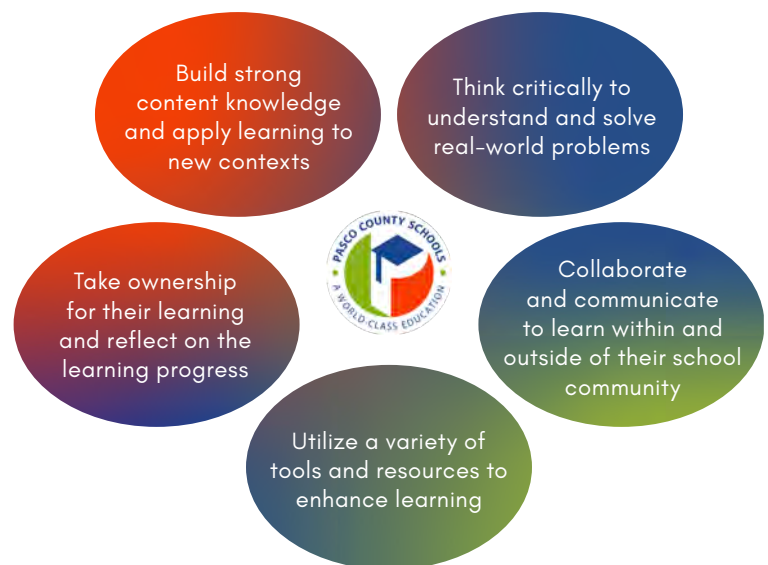 Build strong
content knowledge
and apply learning to
new contexts
Think critically to
understand and solve
real-world problems
PASCO COUNTY SCHOOLS
A WORLD-CLASS EDUCATION
Take ownership
for their learning
and reflect on the
learning progress
Collaborate
and communicate
to learn within and
outside of their school
community
Utilize a variety of
tools and resources to
enhance learning